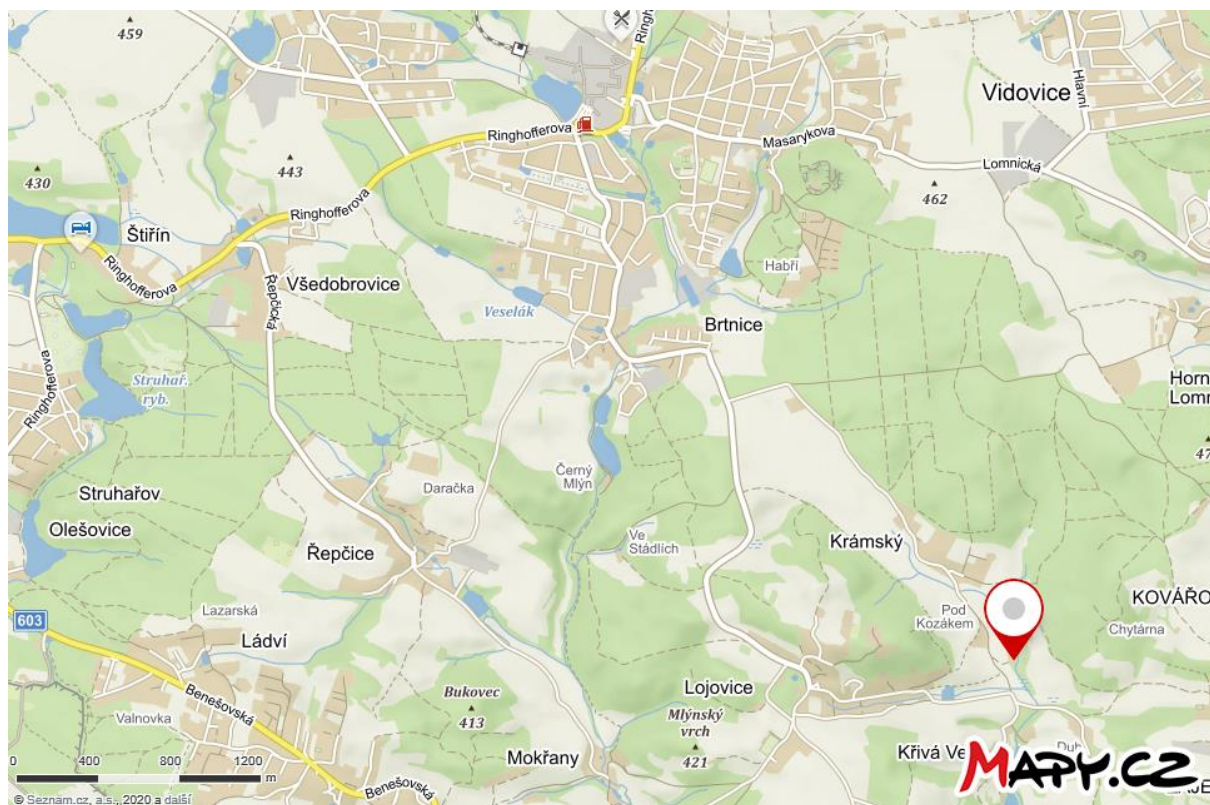 459
Ringhofferova
Vidovice
Hlavní
Ringhofferova
Masarykova
Lomnická
443
430
462
Ringhofferova
Štiřín
Habří
Ringhofferova
Všedobrovice
Řepčická
Veselák
Brtnice
Struhař.
ryb.
Ringhofferova
Horn
Lomn
47
Černý
Mlýn
Daračka
Struhařov
Olešovice
Ve
Stádlích
Krámský
Řepčice
KOVÁŘO
Lazarská
603
Pod
Kozákem
Chytárna
Ládví
Benešovská
Bukovec
413
Lojovice
Valnovka
Mlýnský
vrch
421
Mokřany
Křivá Ve
Dub
0 400 800 1200 m
Benešovská
MAPY.CZ
© Seznam.cz, a.s., 2020 a další